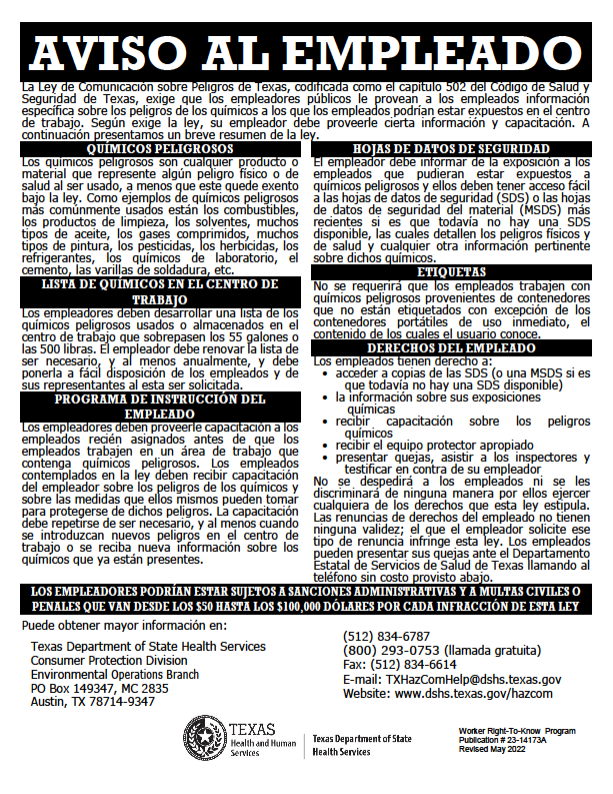 AVISO AL EMPLEADO
La Ley de Comunicación sobre Peligros de Texas, codificada como el capítulo 502 del Código de Salud y
Seguridad de Texas, exige que los empleadores públicos le provean a los empleados información
específica sobre los peligros de los químicos a los que los empleados podrían estar expuestos en el centro
de trabajo. Según exige la ley, su empleador debe proveerle cierta información y capacitación. A
continuación presentamos un breve resumen de la ley.
QUÍMICOS PELIGROSOS
Los químicos peligrosos son cualquier producto o
material que represente algún peligro físico o de
salud al ser usado, a menos que este quede exento
bajo la ley. Como ejemplos de químicos peligrosos
más comúnmente usados están los combustibles,
los productos de limpieza, los solventes, muchos
tipos de aceite, los gases comprimidos, muchos
tipos de pintura, los pesticidas, los herbicidas, los
refrigerantes, los químicos de laboratorio, el
cemento, las varillas de soldadura, etc.
LISTA DE QUÍMICOS EN EL CENTRO DE
TRABAJO
Los empleadores deben desarrollar una lista de los
químicos peligrosos usados o almacenados en el
centro de trabajo que sobrepasen los 55 galones o
las 500 libras. El empleador debe renovar la lista de
ser necesario, y al menos anualmente, y debe
ponerla a fácil disposición de los empleados y de
sus representantes al esta ser solicitada.
PROGRAMA DE INSTRUCCIÓN DEL
EMPLEADO
Los empleadores deben proveerle capacitación a los
empleados recién asignados antes de que los
empleados trabajen en un área de trabajo que
contenga químicos peligrosos. Los empleados
contemplados en la ley deben recibir capacitación
del empleador sobre los peligros de los químicos y
sobre las medidas que ellos mismos pueden tomar
para protegerse de dichos peligros. La capacitación
debe repetirse de ser necesario, y al menos cuando
se introduzcan nuevos peligros en el centro de
trabajo o se reciba nueva información sobre los
químicos que ya están presentes.
HOJAS DE DATOS DE SEGURIDAD
El empleador debe informar de la exposición a los
empleados que pudieran estar expuestos a
químicos peligrosos y ellos deben tener acceso fácil
a las hojas de datos de seguridad (SDS) o las hojas
de datos de seguridad del material (MSDS) más
recientes si es que todavía no hay una SDS
disponible, las cuales detallen los peligros físicos y
de salud y cualquier otra información pertinente
sobre dichos químicos.
ETIQUETAS
No se requerirá que los empleados trabajen con
químicos peligrosos provenientes de contenedores
que no están etiquetados con excepción de los
contenedores portátiles de uso inmediato, el
contenido de los cuales el usuario conoce.
DERECHOS DEL EMPLEADO
Los empleados tienen derecho a:
• acceder a copias de las SDS (o una MSDS si es
que todavía no hay una SDS disponible)
• la información sobre sus exposiciones
químicas
• recibir capacitación sobre los peligros
químicos
• recibir el equipo protector apropiado
• presentar quejas, asistir a los inspectores y
testificar en contra de su empleador
No se despedirá a los empleados ni se les
discriminará de ninguna manera por ellos ejercer
cualquiera de los derechos que esta ley estipula.
Las renuncias de derechos del empleado no tienen
ninguna validez; el que el empleador solicite ese
tipo de renuncia infringe esta ley. Los empleados
pueden presentar sus quejas ante el Departamento
Estatal de Servicios de Salud de Texas llamando al
teléfono sin costo provisto abajo.
LOS EMPLEADORES PODRÍAN ESTAR SUJETOS A SANCIONES ADMINISTRATIVAS Y A MULTAS CIVILES O
PENALES QUE VAN DESDE LOS $50 HASTA LOS $100,000 DÓLARES POR CADA INFRACCIÓN DE ESTA LEY
Puede obtener mayor información en:
Texas Department of State Health Services
Consumer Protection Division
Environmental Operations Branch
PO Box 149347, MC 2835
Austin, TX 78714-9347
(512) 834-6787
(800) 293-0753 (llamada gratuita)
Fax: (512) 834-6614
E-mail: TXHazComHelp@dshs.texas.gov
Website: www.dshs.texas.gov/hazcom
TEXAS
Health and Human
Services
Texas Department of State
Health Services
Worker Right-To-Know Program
Publication # 23-14173A
Revised May 2022